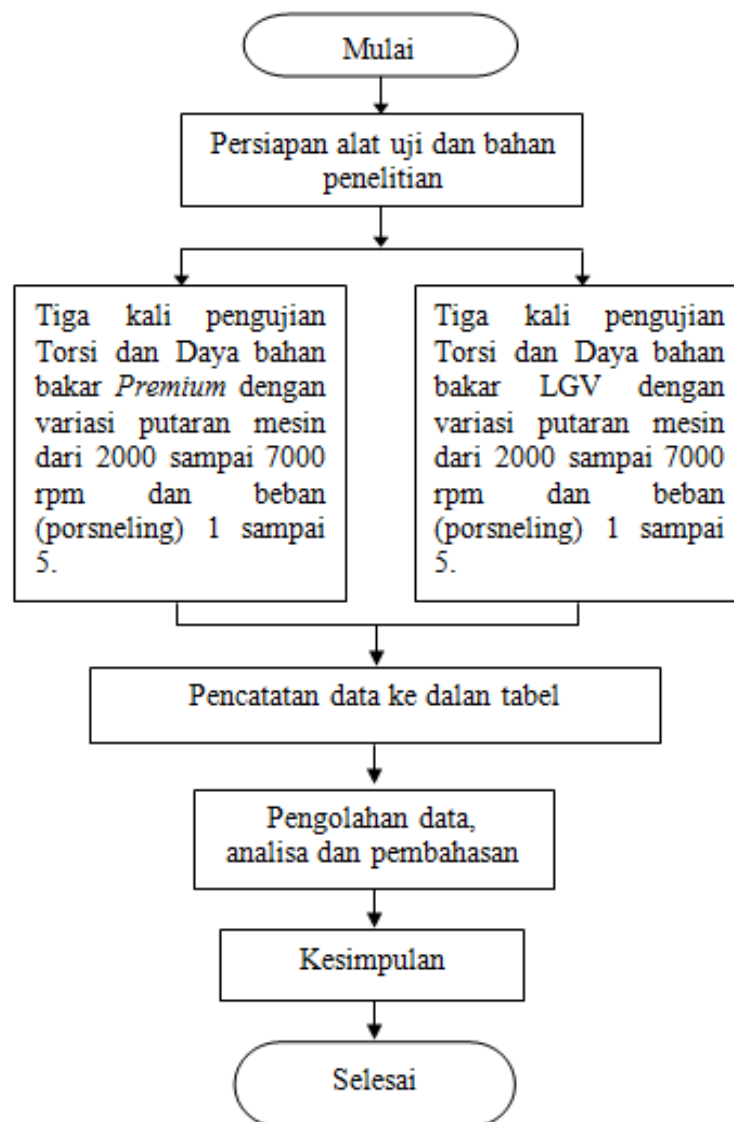 Mulai
Persiapan alat uji dan bahan
penelitian
Tiga kali pengujian
Torsi dan Daya bahan
bakar Premium dengan
variasi putaran mesin
dari 2000 sampai 7000
rpm dan beban
(porsneling) 1 sampai
5.
Tiga kali pengujian
Torsi dan Daya bahan
bakar LGV dengan
variasi putaran mesin
dari 2000 sampai 7000
rpm dan beban
(porsneling) 1 sampai
5.
Pencatatan data ke dalan tabel
Pengolahan data,
analisa dan pembahasan
Kesimpulan
Selesai